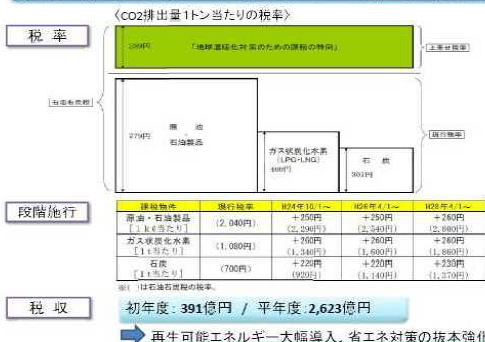 〈CO2排出量1トン当たりの税率〉
税 率
289円 「地球温暖化対策のための課税の特例」
上乗せ税率
石油石炭税
779円
原 油
・
石油製品
現行税率
ガス状炭化水素
(LPG・LNG)
400円
石 炭
301円
段階施行
課税物件 現行税率 H24年10/1～ H26年4/1～ H28年4/1～
原油・石油製品 +250円 +250円 +260円
[1kℓ当たり] (2,040円) (2,290円) (2,540円) (2,800円)
ガス状炭化水素 +260円 +260円 +260円
[1t当たり] (1,080円) (1,340円) (1,600円) (1,860円)
石炭 +220円 +220円 +230円
[1t当たり] (700円) (920円) (1,140円) (1,370円)
※( )は石油石炭税の税率。
税 収
初年度: 391億円 / 平年度:2,623億円
再生可能エネルギー大幅導入，省エネ対策の抜本強化